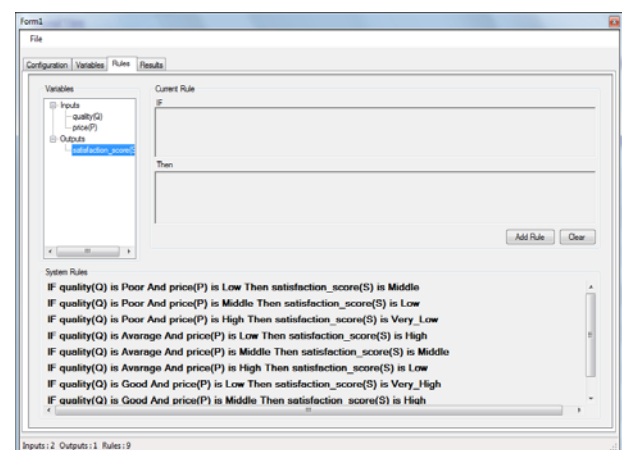 Form1
File
Configuration Variables Rules Results
Variables
Inputs
quality(Q)
price(P)
Outputs
satisfaction_score(S
Current Rule
IF
Then
Add Rule Clear
System Rules
IF quality(Q) is Poor And price(P) is Low Then satisfaction_score(S) is Middle
IF quality(Q) is Poor And price(P) is Middle Then satisfaction_score(S) is Low
IF quality(Q) is Poor And price(P) is High Then satisfaction_score(S) is Very_Low
IF quality(Q) is Avarage And price(P) is Low Then satisfaction_score(S) is High
IF quality(Q) is Avarage And price(P) is Middle Then satisfaction_score(S) is Middle
IF quality(Q) is Avarage And price(P) is High Then satisfaction_score(S) is Low
IF quality(Q) is Good And price(P) is Low Then satisfaction_score(S) is Very_High
IF quality(Q) is Good And price(P) is Middle Then satisfaction_score(S) is High
Inputs : 2 Outputs : 1 Rules : 9